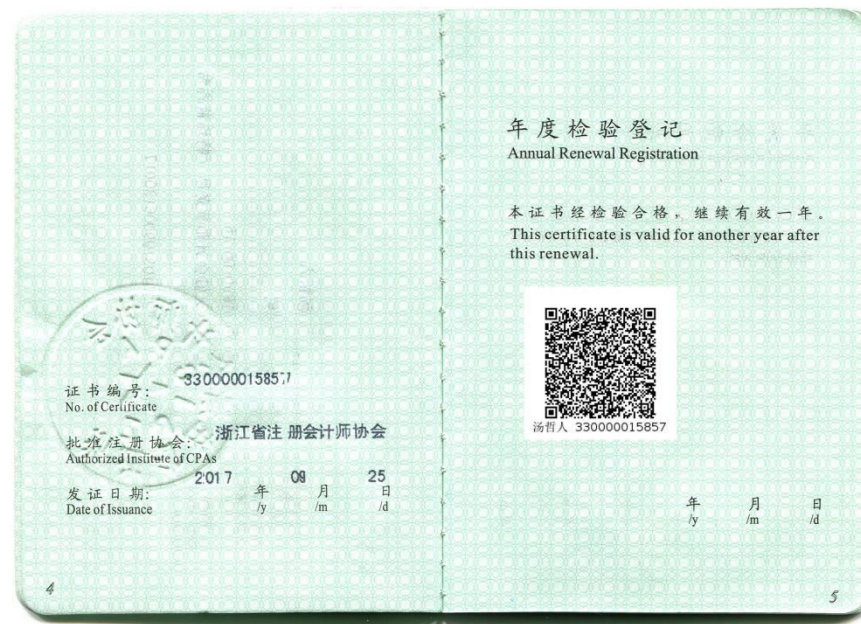 证书编号: 330000015857
No. of Certificate
批准注册协会: 浙江省注册会计师协会
Authorized Institute of CPAs
发证日期: 2017 年 09 月 25 日
Date of Issuance /y /m /d
4
年度检验登记
Annual Renewal Registration
本证书经检验合格，继续有效一年。
This certificate is valid for another year after
this renewal.
汤哲人 330000015857
年 月 日
/y /m /d
5